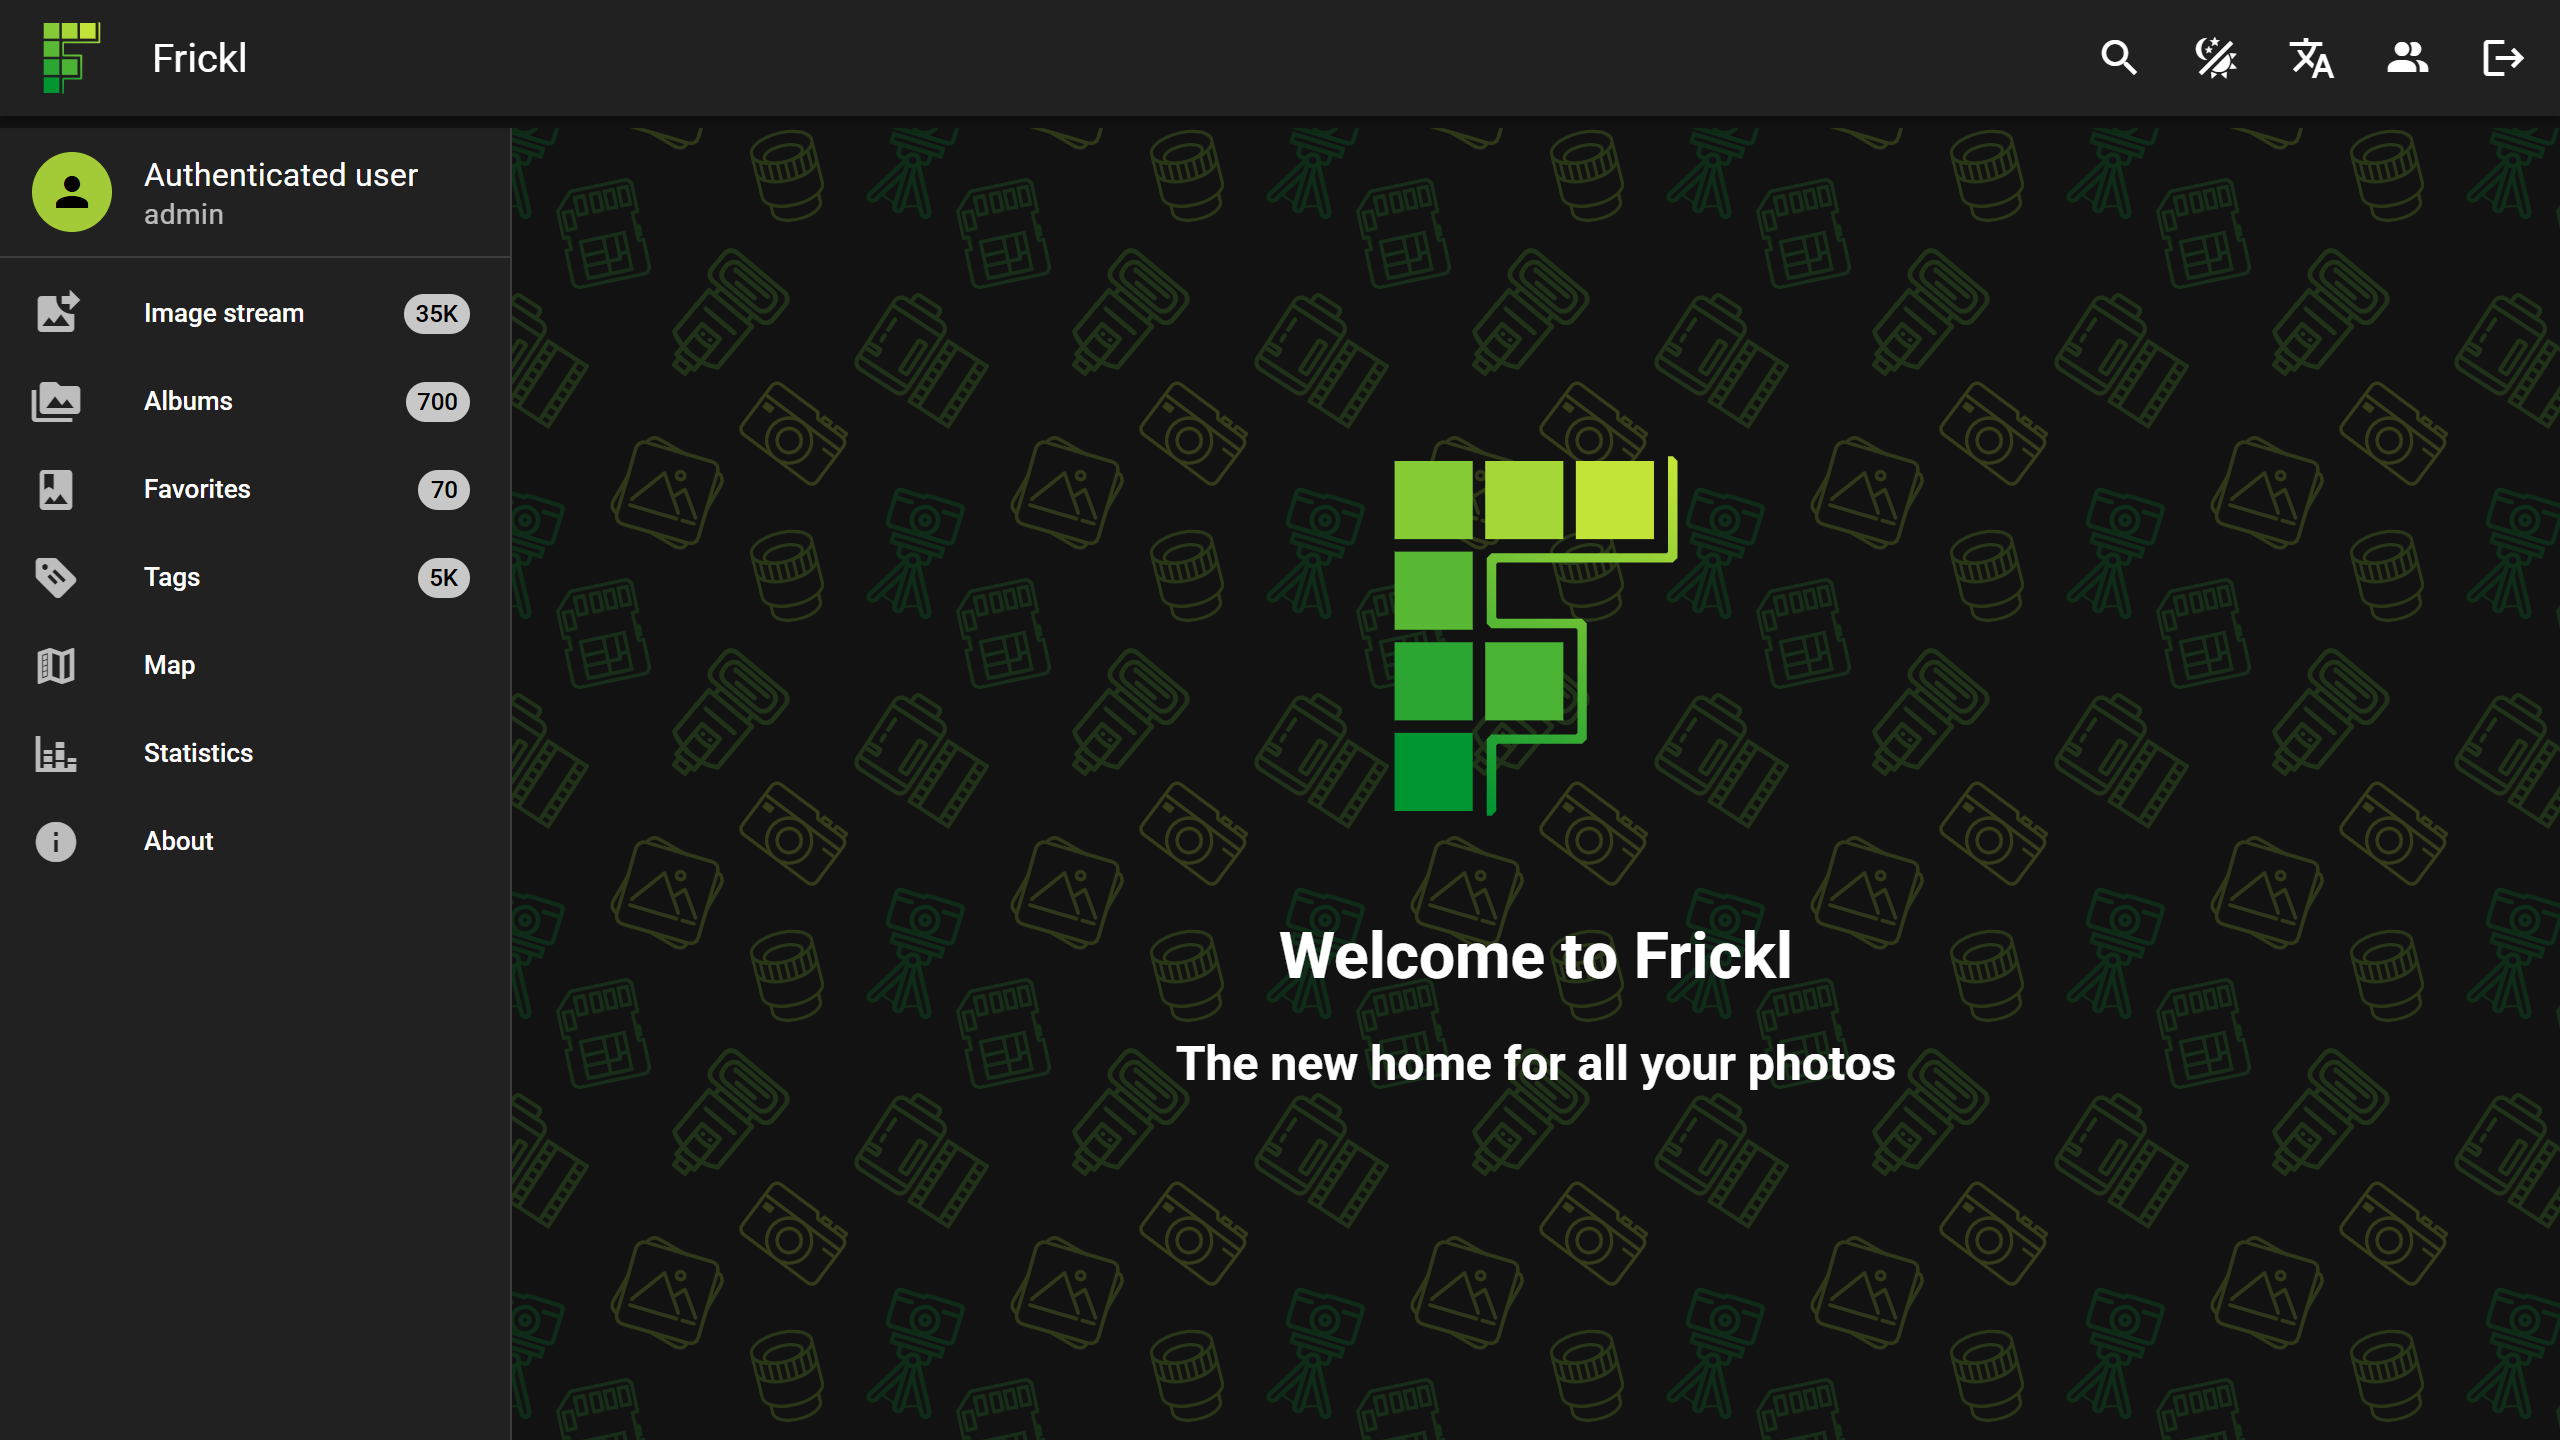 Frickl
Authenticated user
admin
Image stream 35K
Albums 700
Favorites 70
Tags 5K
Map
Statistics
About
Welcome to Frickl
The new home for all your photos